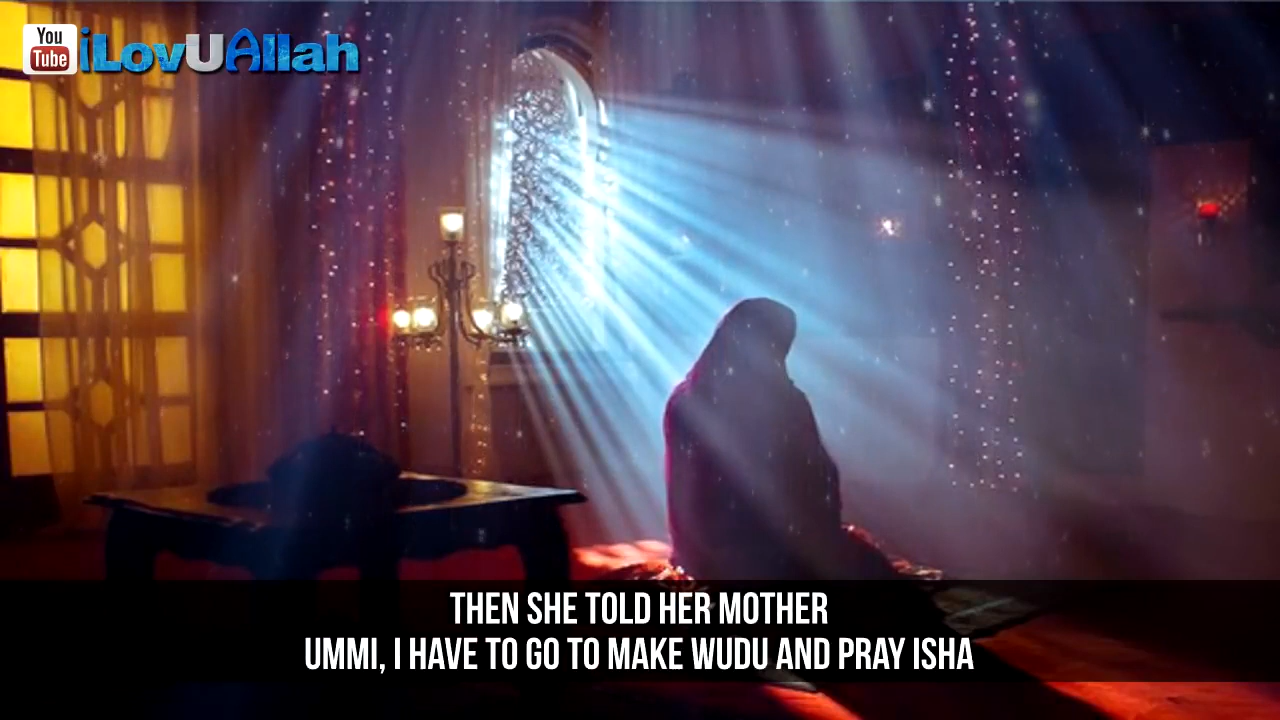 You
Tube
iLovUAllah
THEN SHE TOLD HER MOTHER
UMMI, I HAVE TO GO TO MAKE WUDU AND PRAY ISHA